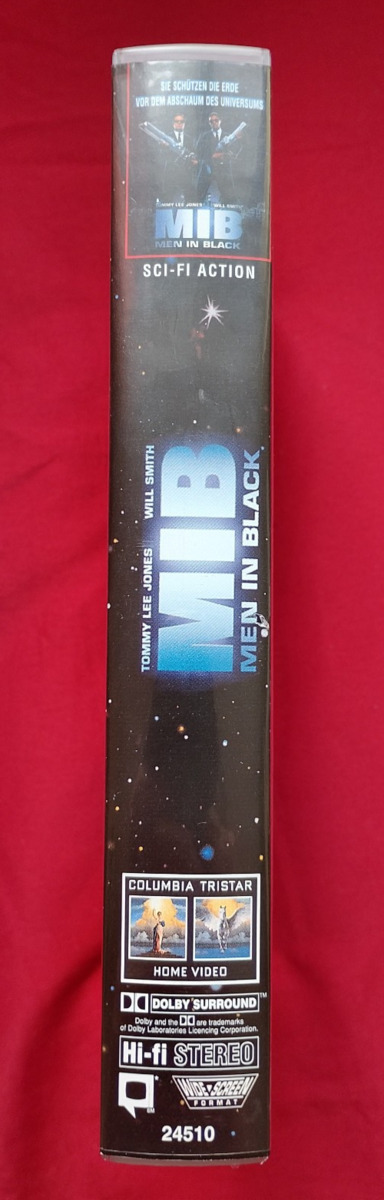 SIE SCHÜTZEN DIE ERDE
VOR DEM ABSCHAUM DES UNIVERSUMS
TOMMY LEE JONES WILL SMITH
MIB
MEN IN BLACK
SCI-FI ACTION
TOMMY LEE JONES WILL SMITH
MIB
MEN IN BLACK
COLUMBIA TRISTAR
HOME VIDEO
DOLBY SURROUND™
Dolby and the are trademarks
of Dolby Laboratories Licencing Corporation.
Hi-fi STEREO
SM
WIDE-SCREEN
FORMAT
24510